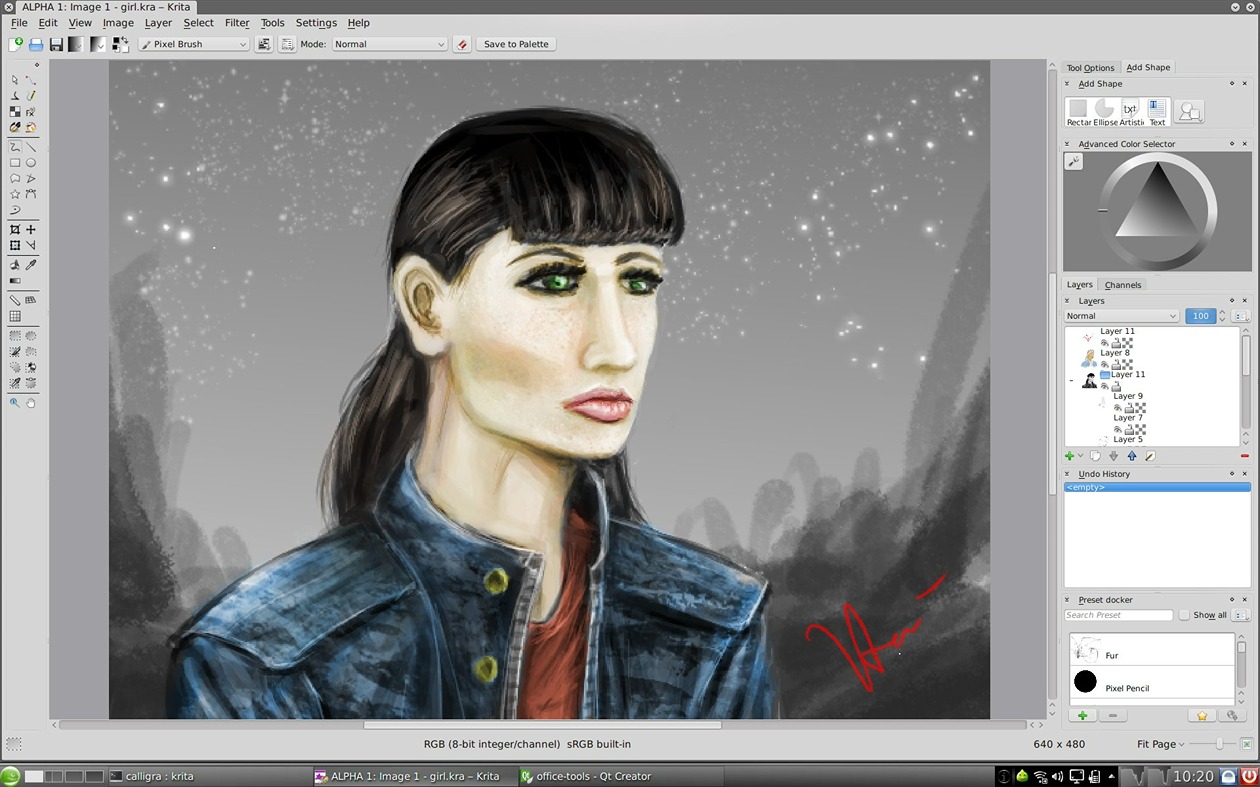 ALPHA 1: Image 1 - girl.kra – Krita
File Edit View Image Layer Select Filter Tools Settings Help
Pixel Brush Mode: Normal Save to Palette
Tool Options Add Shape
Add Shape
Rectar Ellipse Artistic Text
Advanced Color Selector
Layers Channels
Layers
Normal 100
Layer 11
Layer 8
Layer 11
Layer 9
Layer 7
Layer 5
Undo History
<empty>
Preset docker
Search Preset Show all
Fur
Pixel Pencil
RGB (8-bit integer/channel) sRGB built-in 640 x 480 Fit Page
calligra : krita ALPHA 1: Image 1 - girl.kra – Krita office-tools - Qt Creator 10:20